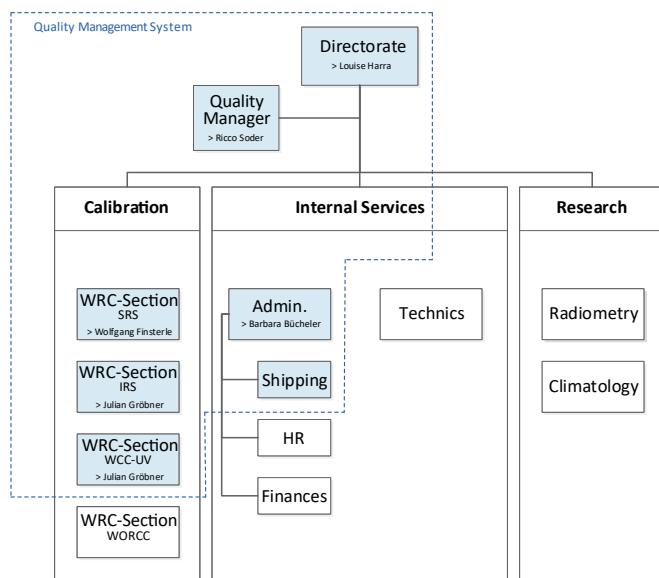 Quality Management System
Directorate
> Louise Harra
Quality
Manager
> Ricco Soder
Calibration
Internal Services
Research
WRC-Section
SRS
> Wolfgang Finsterle
WRC-Section
IRS
> Julian Gröbner
WRC-Section
WCC-UV
> Julian Gröbner
WRC-Section
WORCC
Admin.
> Barbara Bücheler
Shipping
HR
Finances
Technics
Radiometry
Climatology